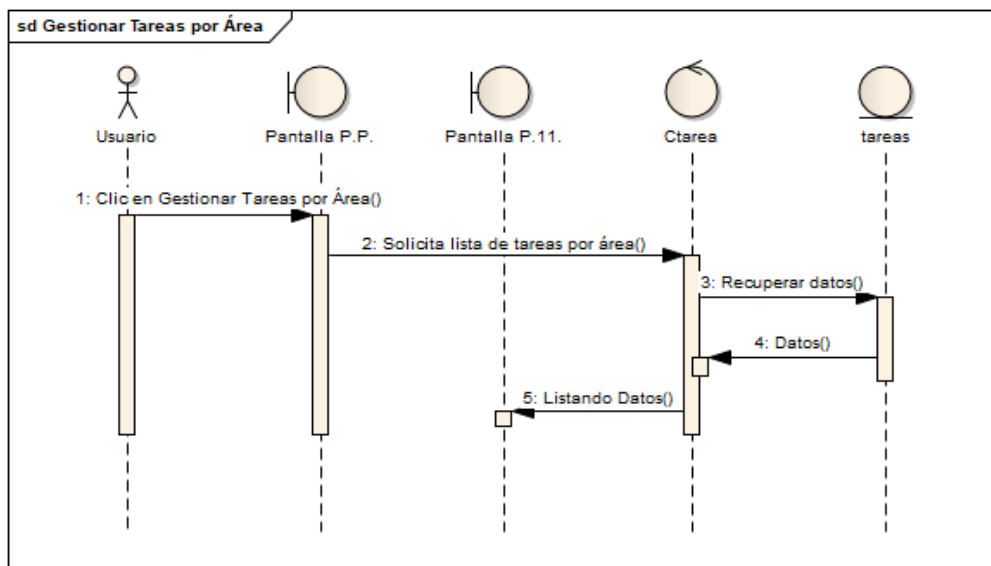 sd Gestionar Tareas por Área
Usuario
Pantalla P.P.
Pantalla P.11.
Ctarea
tareas
1: Clic en Gestionar Tareas por Área()
2: Solicita lista de tareas por área()
3: Recuperar datos()
4: Datos()
5: Listando Datos()